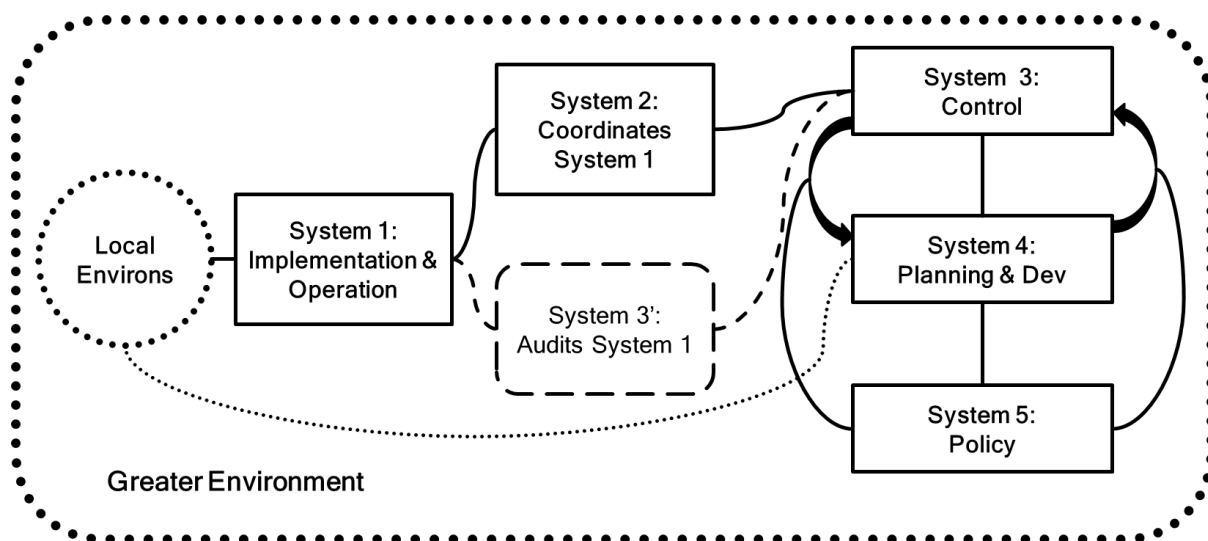 Local
Environs
System 1:
Implementation &
Operation
System 2:
Coordinates
System 1
System 3’:
Audits System 1
System 3:
Control
System 4:
Planning & Dev
System 5:
Policy
Greater Environment